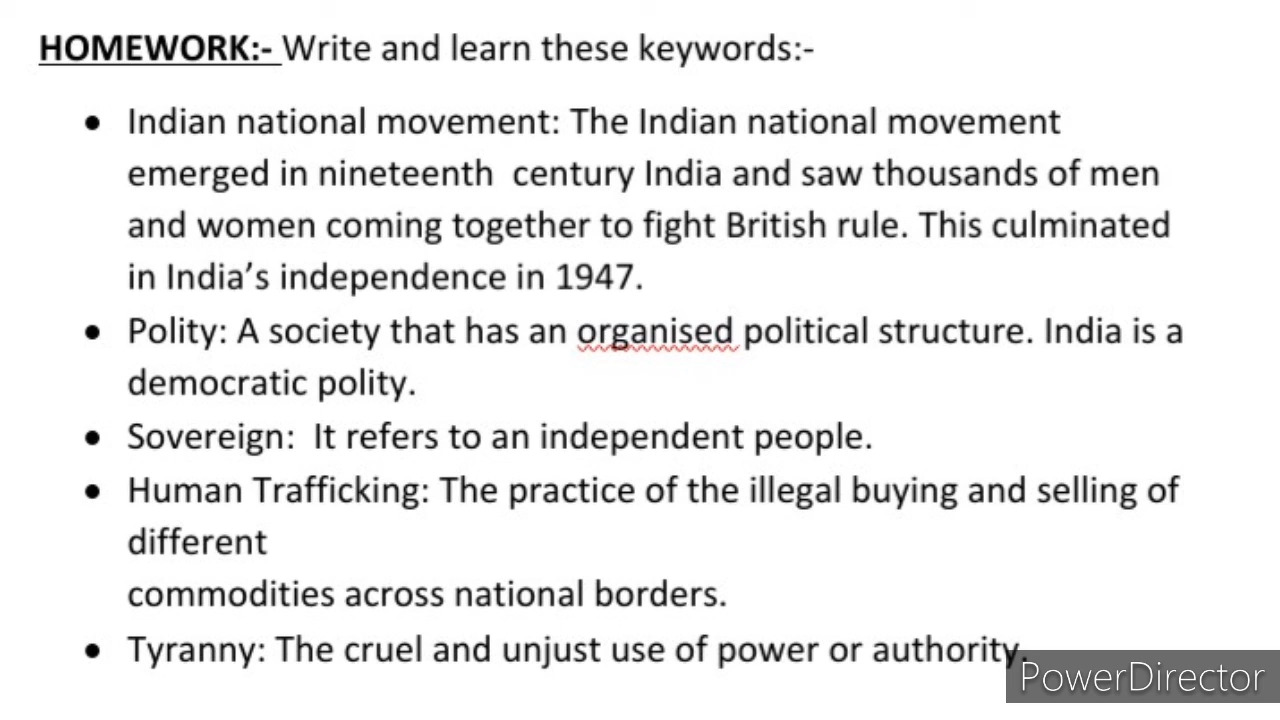 HOMEWORK:- Write and learn these keywords:-
• Indian national movement: The Indian national movement
emerged in nineteenth  century India and saw thousands of men
and women coming together to fight British rule. This culminated
in India’s independence in 1947.
• Polity: A society that has an organised political structure. India is a
democratic polity.
• Sovereign:  It refers to an independent people.
• Human Trafficking: The practice of the illegal buying and selling of
different
commodities across national borders.
• Tyranny: The cruel and unjust use of power or authority.
PowerDirector